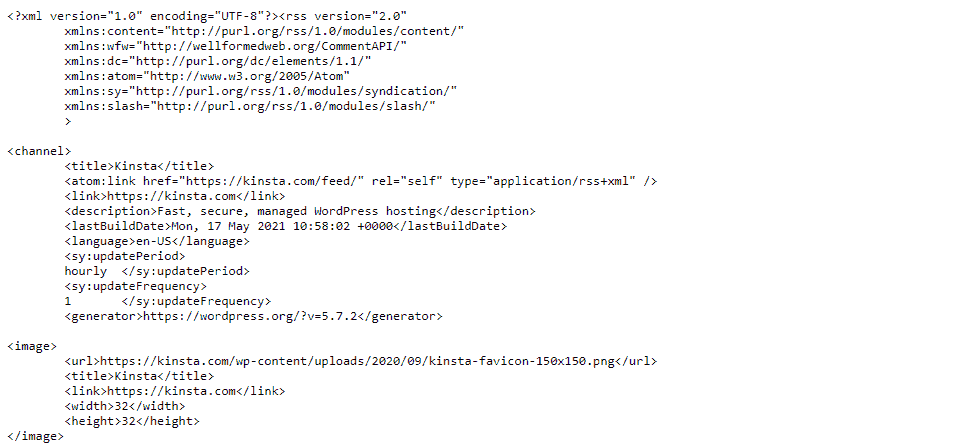 <?xml version="1.0" encoding="UTF-8"?><rss version="2.0"
xmlns:content="http://purl.org/rss/1.0/modules/content/"
xmlns:wfw="http://wellformedweb.org/CommentAPI/"
xmlns:dc="http://purl.org/dc/elements/1.1/"
xmlns:atom="http://www.w3.org/2005/Atom"
xmlns:sy="http://purl.org/rss/1.0/modules/syndication/"
xmlns:slash="http://purl.org/rss/1.0/modules/slash/"
>
<channel>
<title>Kinsta</title>
<atom:link href="https://kinsta.com/feed/" rel="self" type="application/rss+xml" />
<link>https://kinsta.com</link>
<description>Fast, secure, managed WordPress hosting</description>
<lastBuildDate>Mon, 17 May 2021 10:58:02 +0000</lastBuildDate>
<language>en-US</language>
<sy:updatePeriod>
hourly  </sy:updatePeriod>
<sy:updateFrequency>
1       </sy:updateFrequency>
<generator>https://wordpress.org/?v=5.7.2</generator>
<image>
<url>https://kinsta.com/wp-content/uploads/2020/09/kinsta-favicon-150x150.png</url>
<title>Kinsta</title>
<link>https://kinsta.com</link>
<width>32</width>
<height>32</height>
</image>